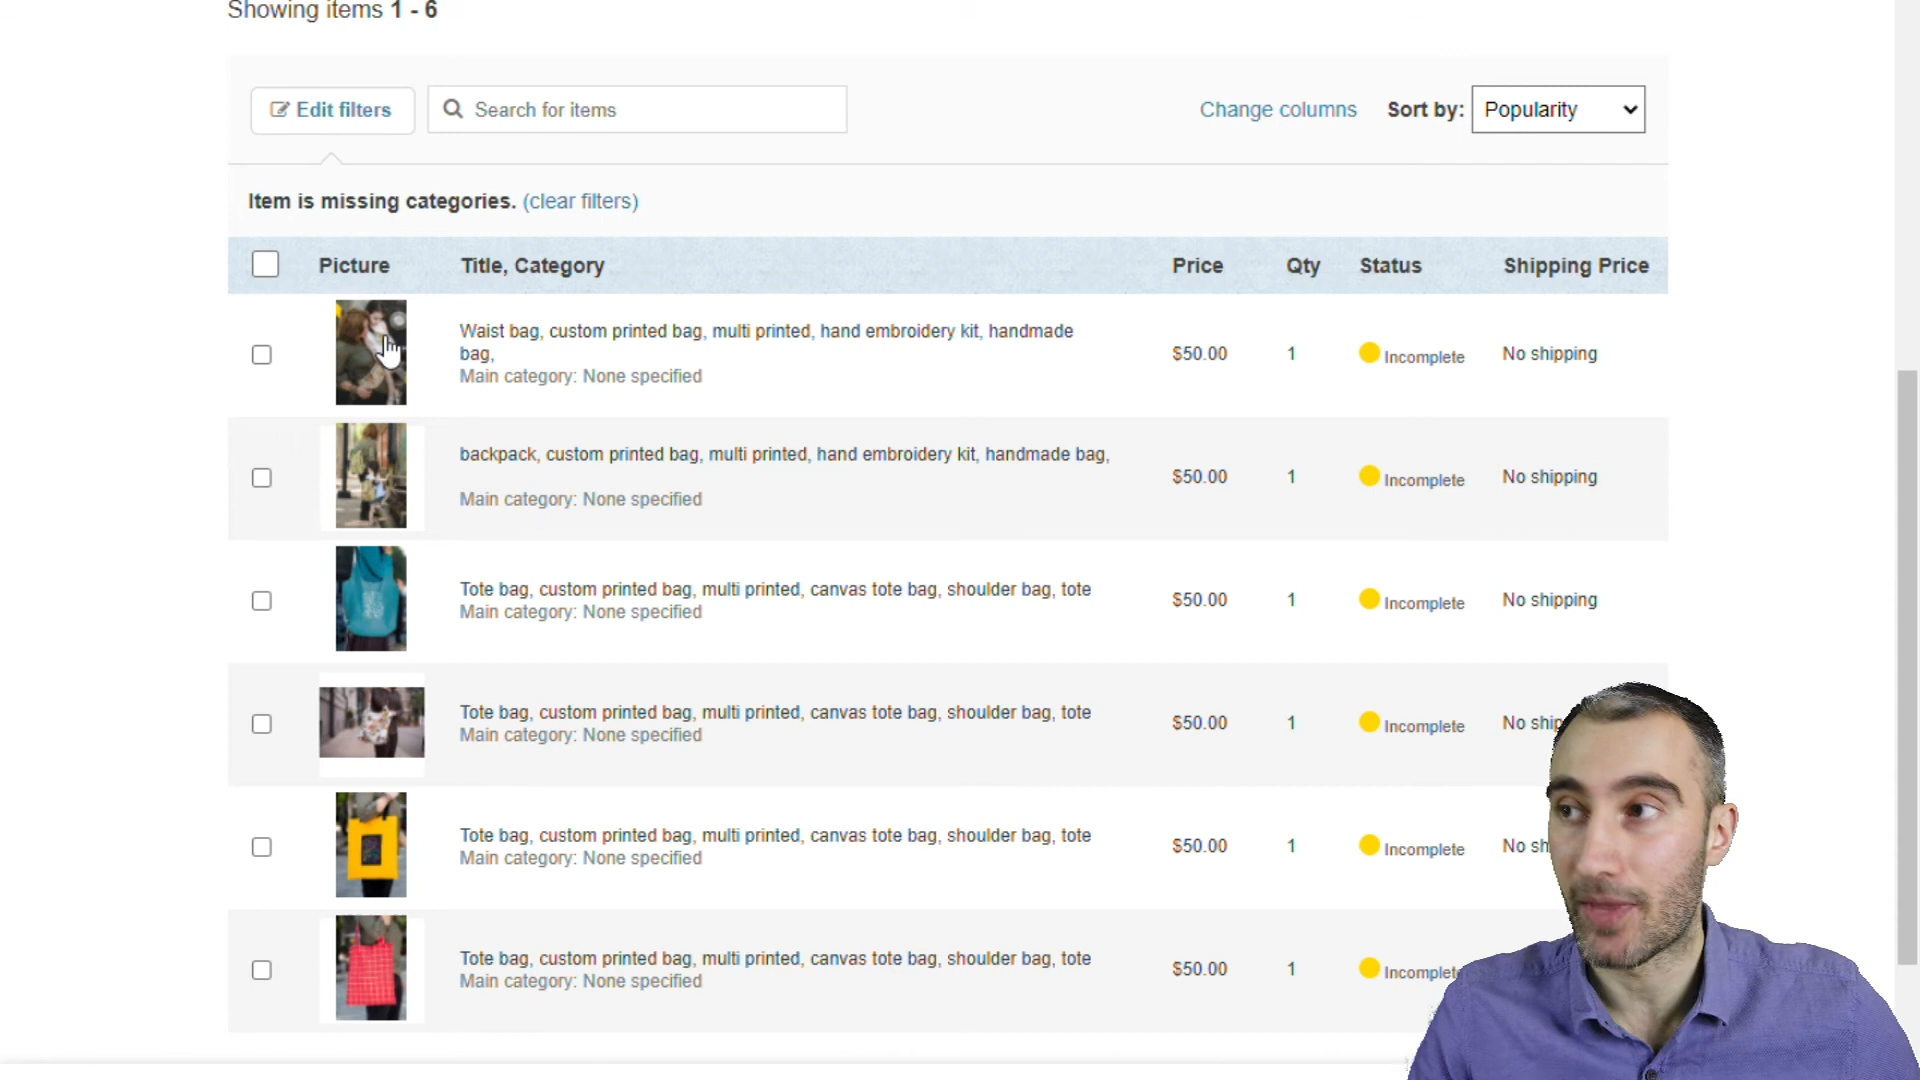 Showing items 1 - 6
Edit filters
Search for items
Change columns
Sort by:
Popularity
Item is missing categories. (clear filters)
Picture
Title, Category
Price
Qty
Status
Shipping Price
Waist bag, custom printed bag, multi printed, hand embroidery kit, handmade
bag,
Main category: None specified
$50.00
1
Incomplete
No shipping
backpack, custom printed bag, multi printed, hand embroidery kit, handmade bag,
Main category: None specified
$50.00
1
Incomplete
No shipping
Tote bag, custom printed bag, multi printed, canvas tote bag, shoulder bag, tote
Main category: None specified
$50.00
1
Incomplete
No shipping
Tote bag, custom printed bag, multi printed, canvas tote bag, shoulder bag, tote
Main category: None specified
$50.00
1
Incomplete
No ship
Tote bag, custom printed bag, multi printed, canvas tote bag, shoulder bag, tote
Main category: None specified
$50.00
1
Incomplete
No sh
Tote bag, custom printed bag, multi printed, canvas tote bag, shoulder bag, tote
Main category: None specified
$50.00
1
Incomplete